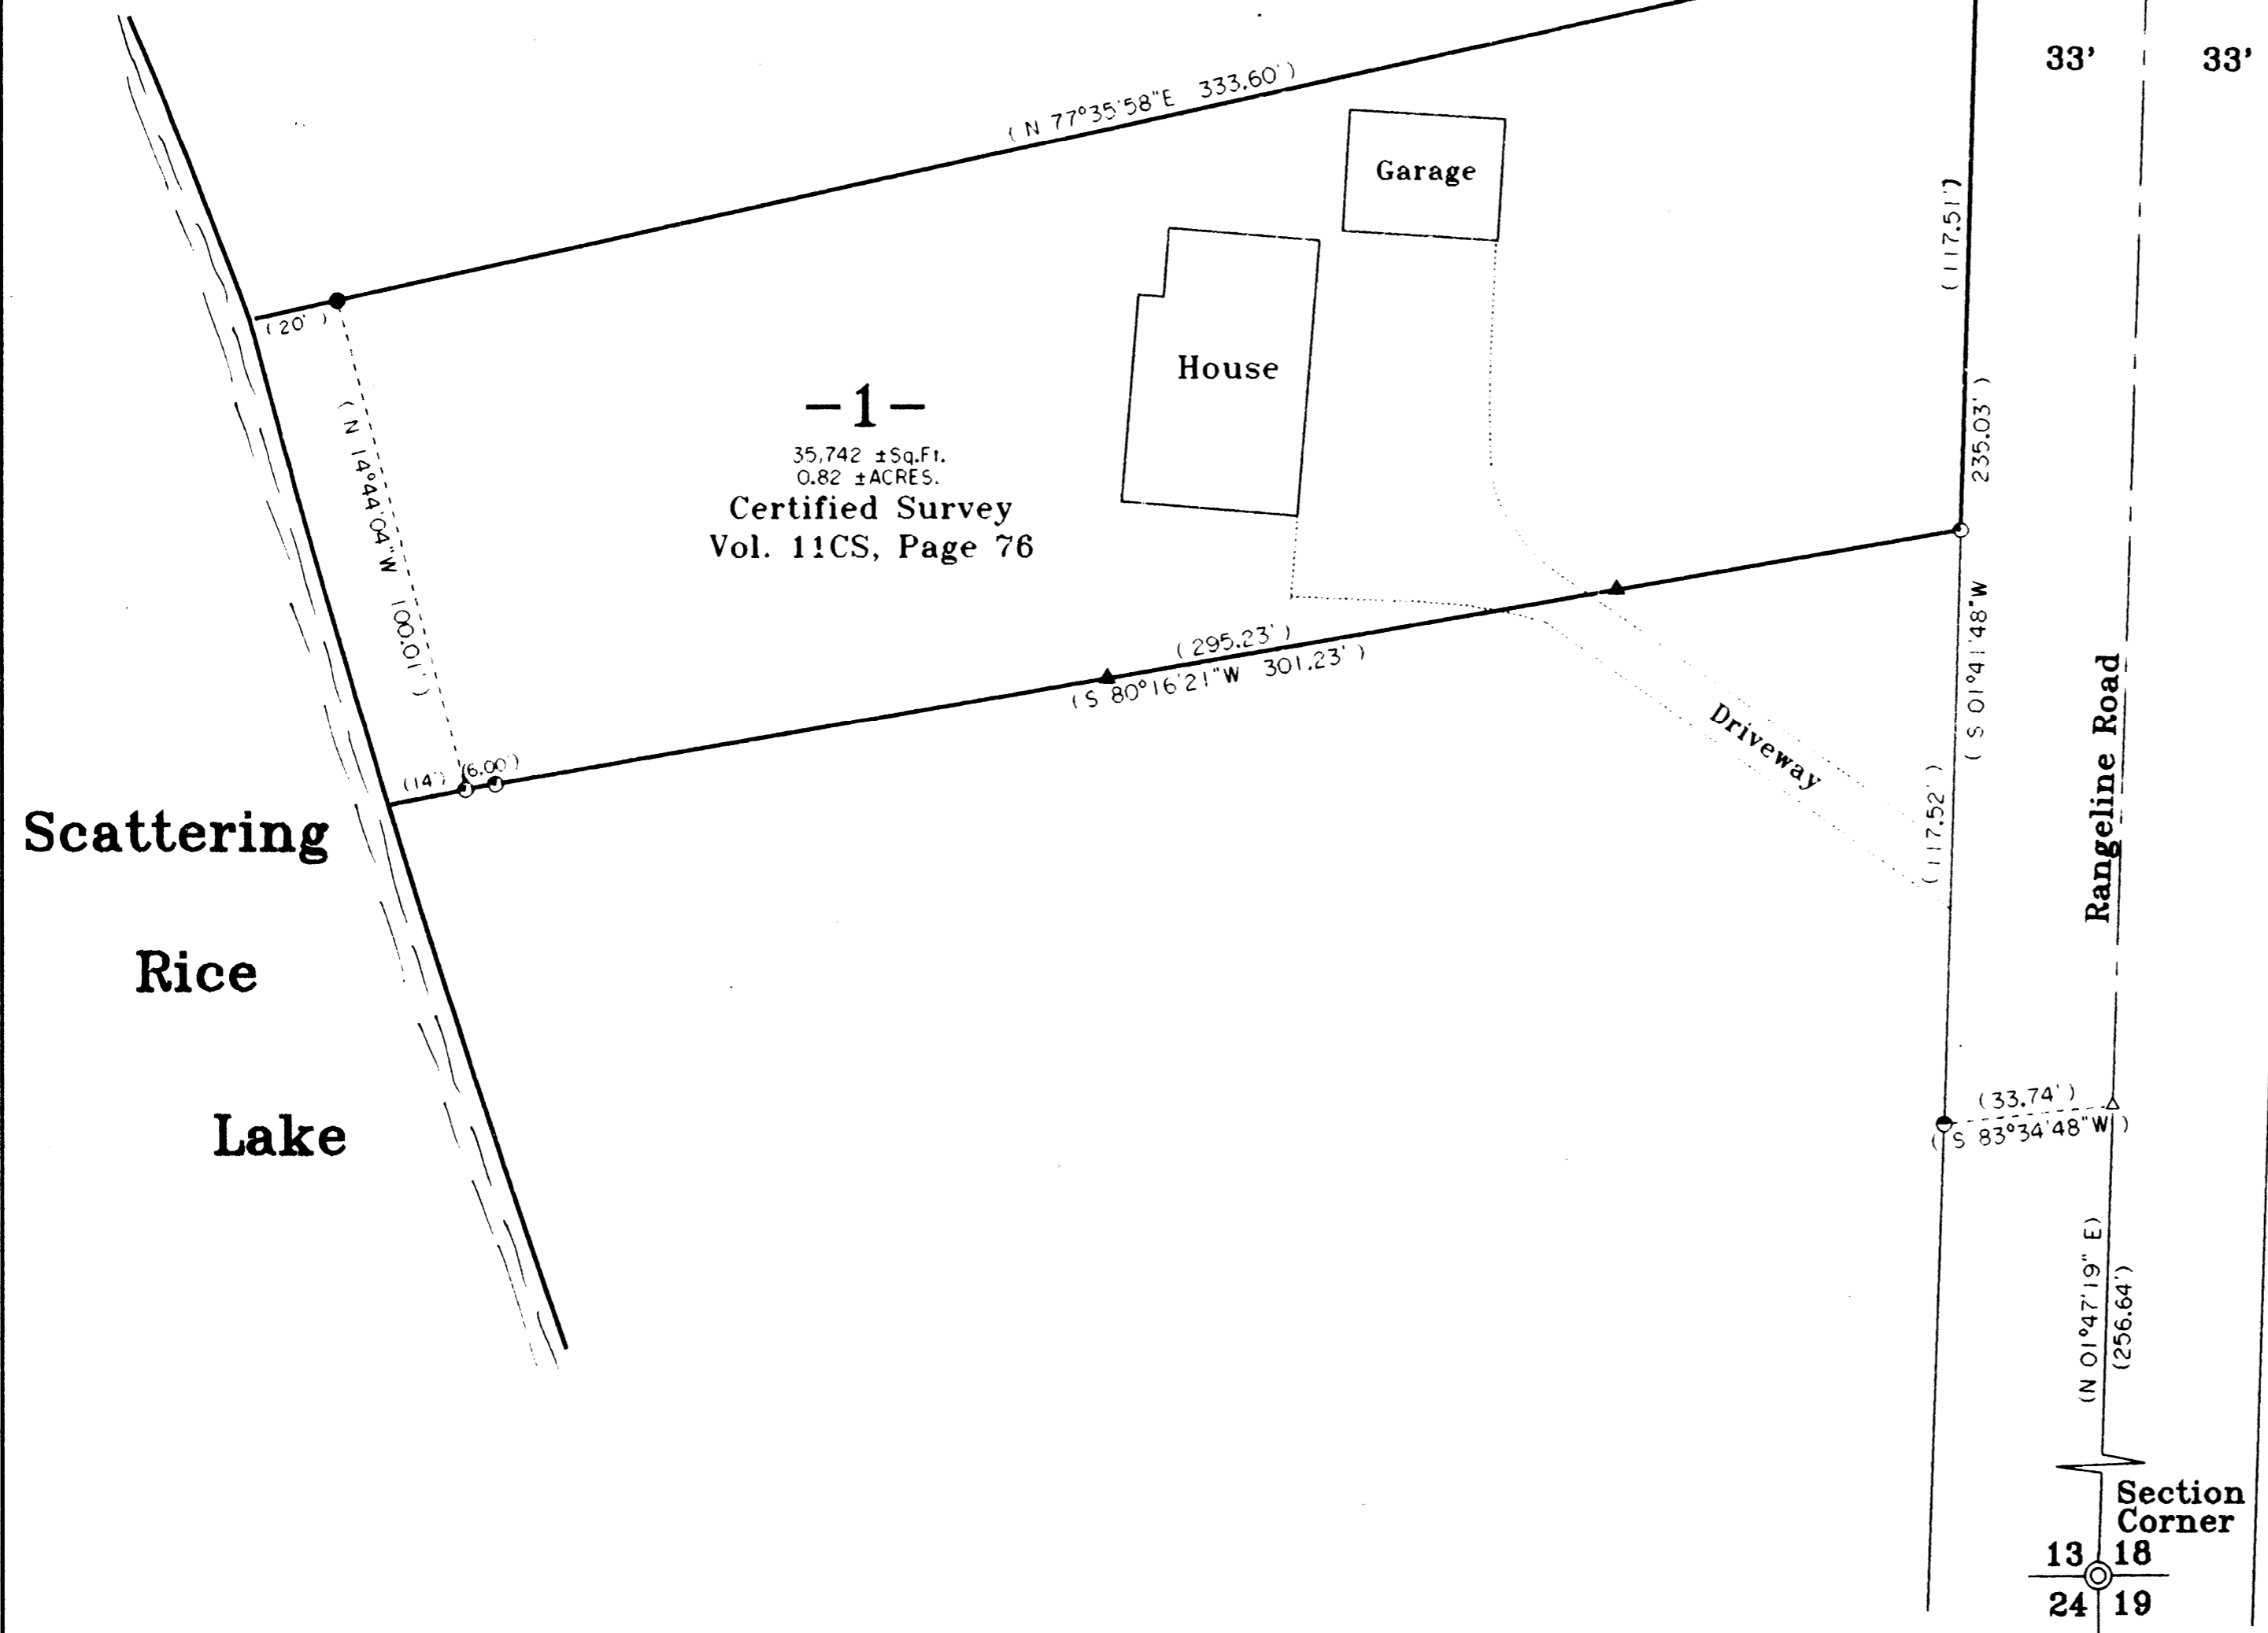 33' 33'
( N 77°35'58"E 333.60' )
Garage
( 117.51')
( 20' )
House
-1-
35,742 ±Sq.Ft.
0.82 ±ACRES.
Certified Survey
Vol. 11CS, Page 76
( N 14°44'04"W 100.01' )
235.03' )
( S 01°41'48"W
( 295.23' )
( S 80°16'21"W 301.23' )
Driveway
Rangeline Road
( 117.52' )
(14') (6.00')
Scattering
Rice
Lake
( 33.74' )
( S 83°34'48"W )
(N 01°47'19" E)
(256.64')
Section
Corner
13 18
24 19